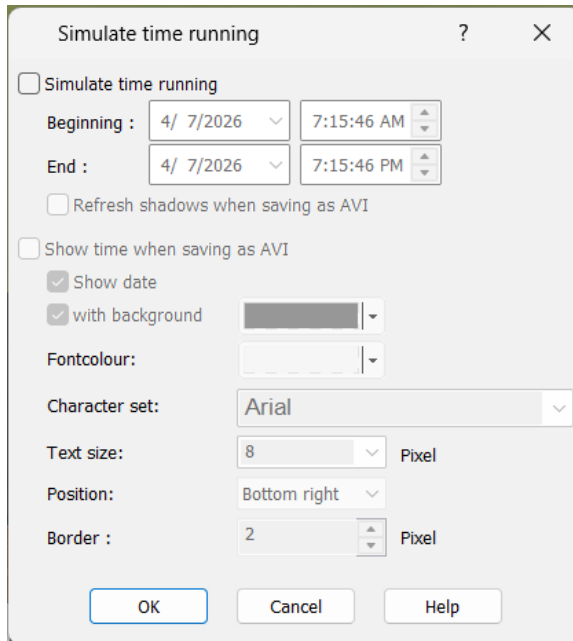 Simulate time running ?
Simulate time running
Beginning : 4/ 7/2026 7:15:46 AM
End : 4/ 7/2026 7:15:46 PM
Refresh shadows when saving as AVI
Show time when saving as AVI
Show date
with background
Fontcolour:
Character set: Arial
Text size: 8 Pixel
Position: Bottom right
Border : 2 Pixel
OK Cancel Help